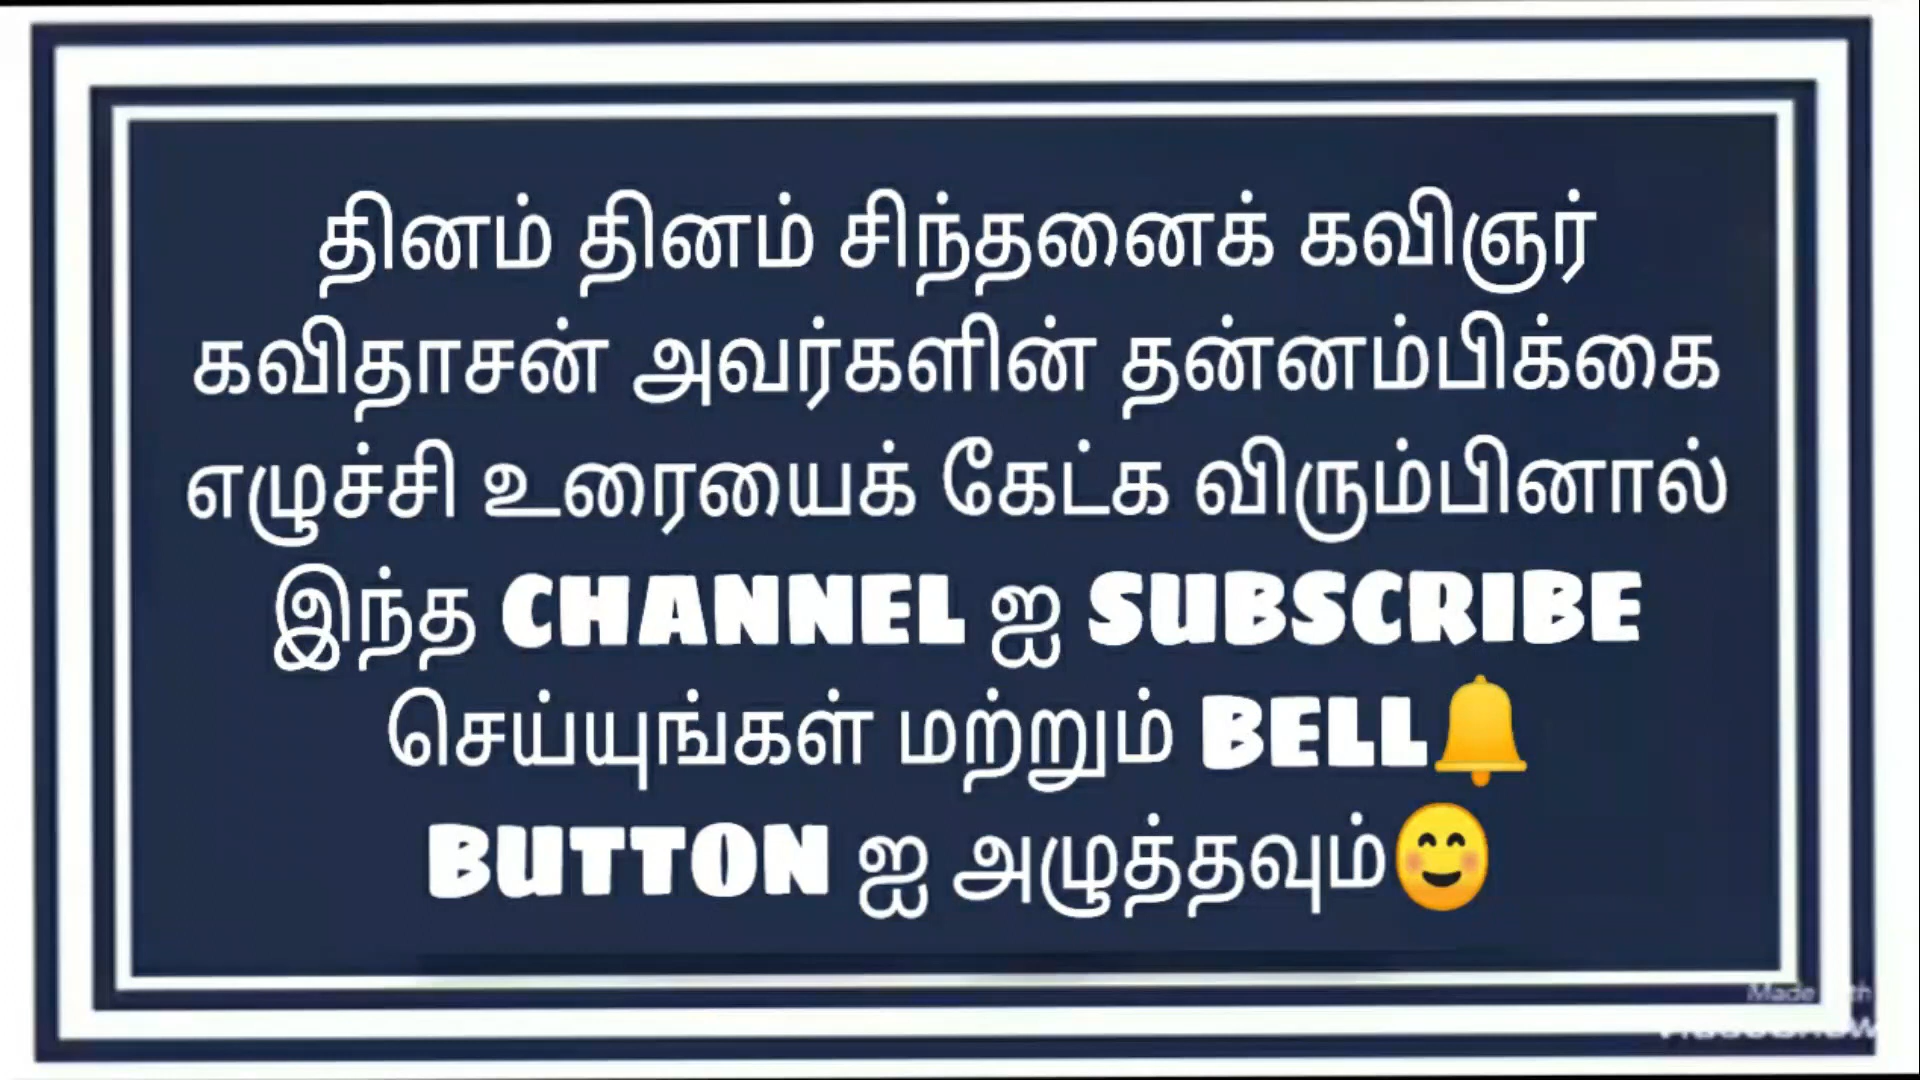 தினம் தினம் சிந்தனைக் கவிஞர்
கவிதாசன் அவர்களின் தன்னம்பிக்கை
எழுச்சி உரையைக் கேட்க விரும்பினால்
இந்த CHANNEL ஐ SUBSCRIBE
செய்யுங்கள் மற்றும் BELL🔔
BUTTON ஐ அழுத்தவும்😊
Made